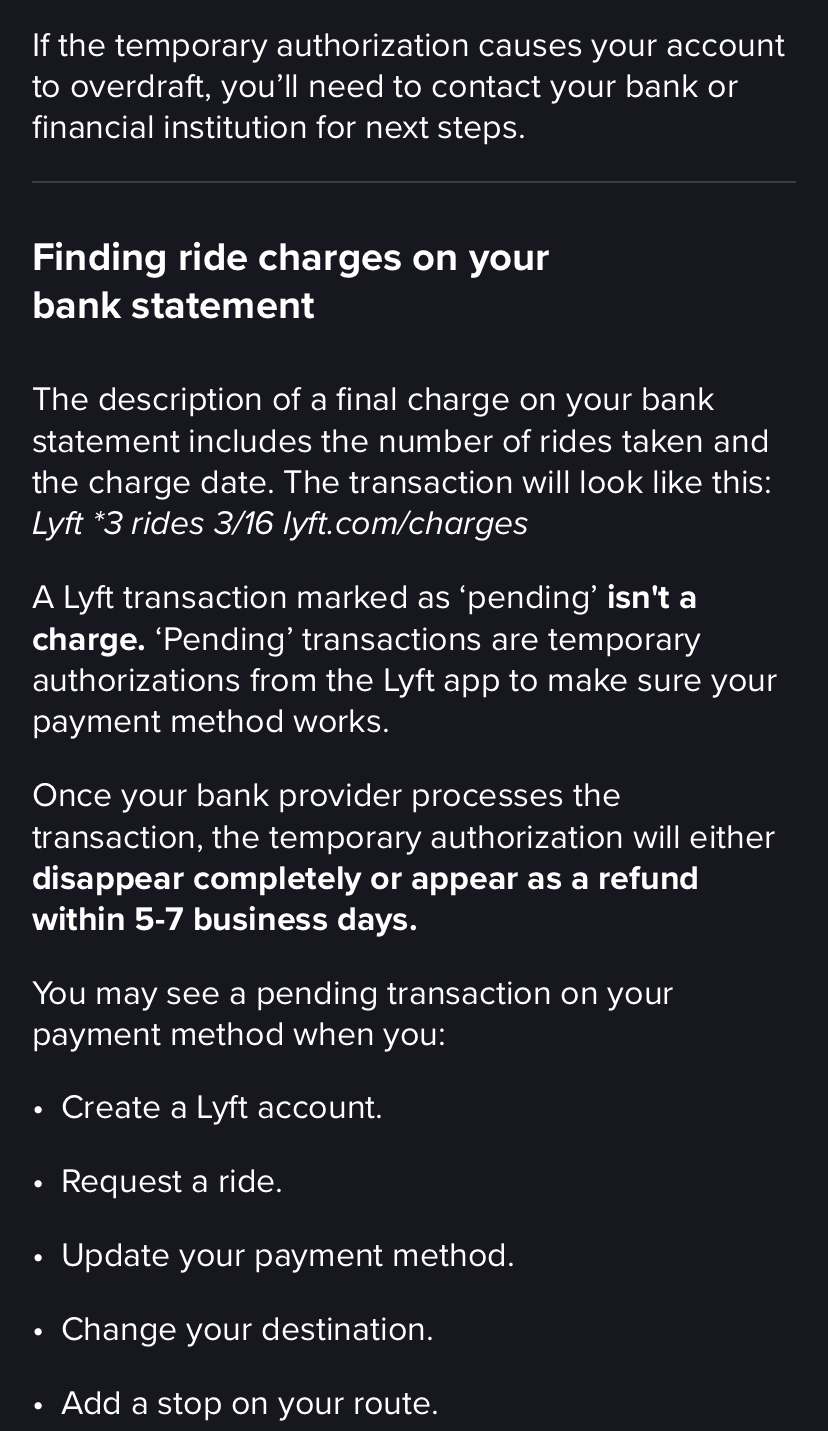 If the temporary authorization causes your account
to overdraft, you’ll need to contact your bank or
financial institution for next steps.
Finding ride charges on your
bank statement
The description of a final charge on your bank
statement includes the number of rides taken and
the charge date. The transaction will look like this:
Lyft *3 rides 3/16 lyft.com/charges
A Lyft transaction marked as ‘pending’ isn't a
charge. ‘Pending’ transactions are temporary
authorizations from the Lyft app to make sure your
payment method works.
Once your bank provider processes the
transaction, the temporary authorization will either
disappear completely or appear as a refund
within 5-7 business days.
You may see a pending transaction on your
payment method when you:
• Create a Lyft account.
• Request a ride.
• Update your payment method.
• Change your destination.
• Add a stop on your route.